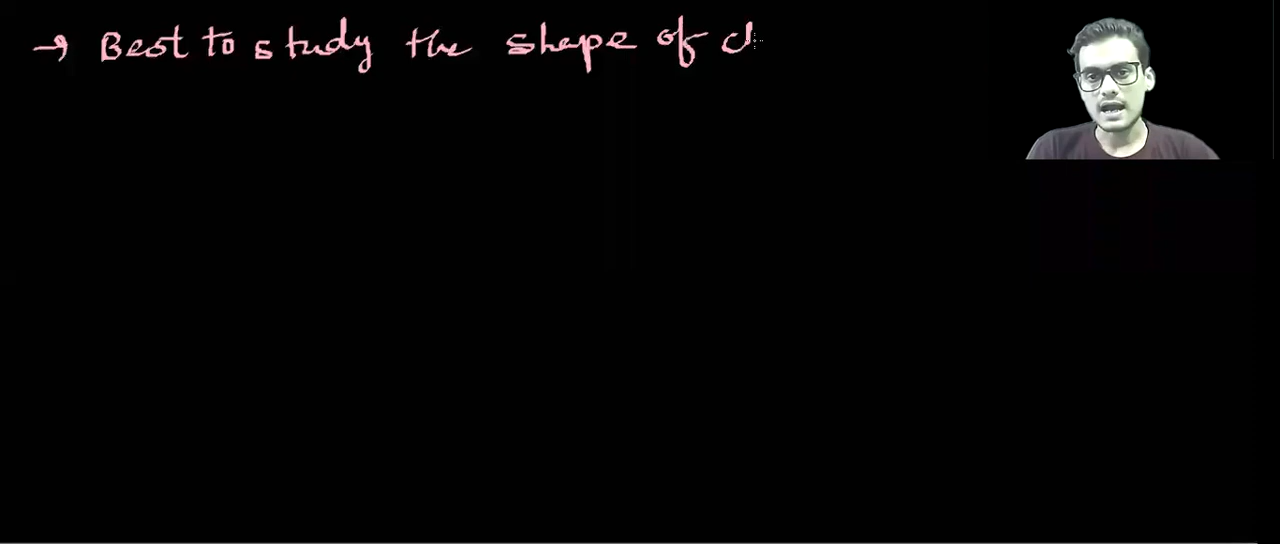 → Best to study the shape of d